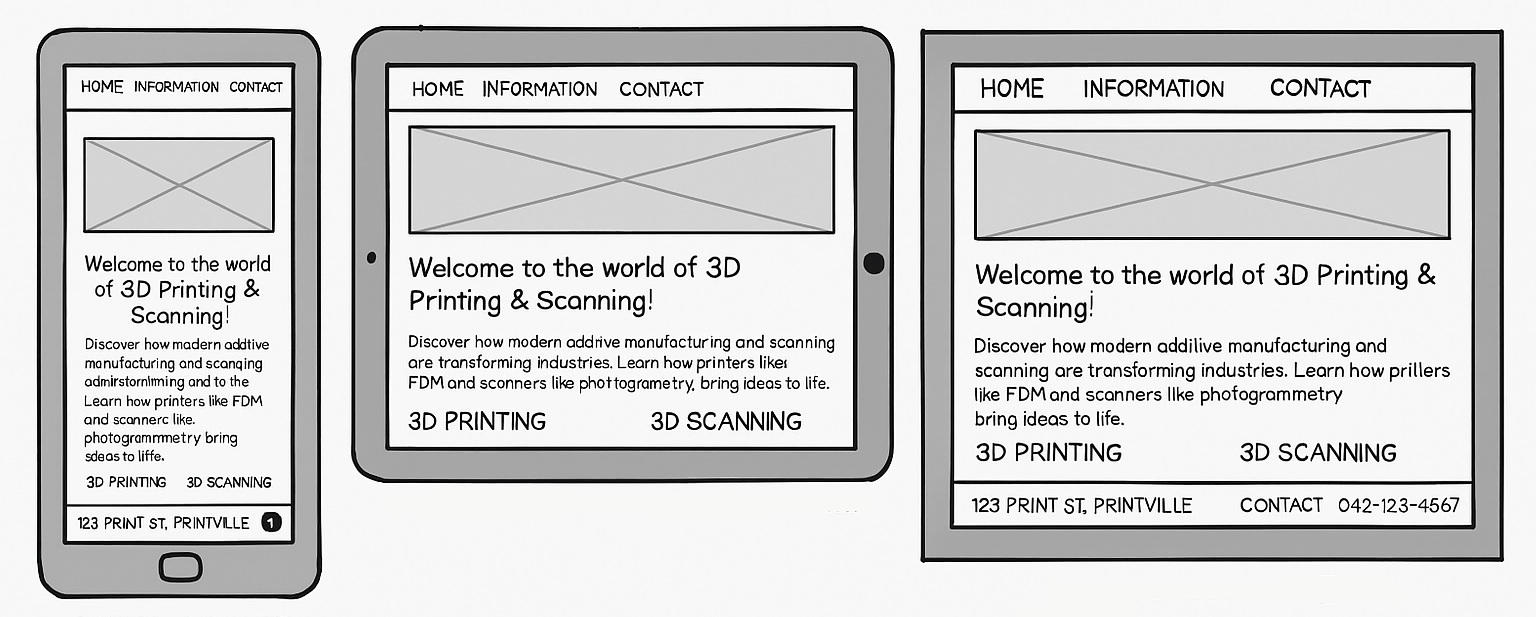 HOME INFORMATION CONTACT
Welcome to the world
of 3D Printing &
Scanning!
Discover how madern addtive
manufacturing and scanqing
admirstornlmming and to the
Learn how printers like FDM
and scannerc like.
photogrammmetry bring
sdeas to liffe.
3D PRINTING 3D SCANNING
123 PRINT ST, PRINTVILLE 1
HOME INFORMATION CONTACT
Welcome to the world of 3D
Printing & Scanning!
Discover how modern addrive manufacturing and scanning
are transforming industries. Learn how printers likes
FDM and sconners like phottogrametry, bring ideas to life.
3D PRINTING 3D SCANNING
HOME INFORMATION CONTACT
Welcome to the world of 3D Printing &
Scanning!
Discover how modern addilive manufacturing and
scanning are transforming industries. Learn how prillers
like FDM and scanners llke phofogrammetry
bring ideas to life.
3D PRINTING 3D SCANNING
123 PRINT ST, PRINTVILLE CONTACT 042-123-4567